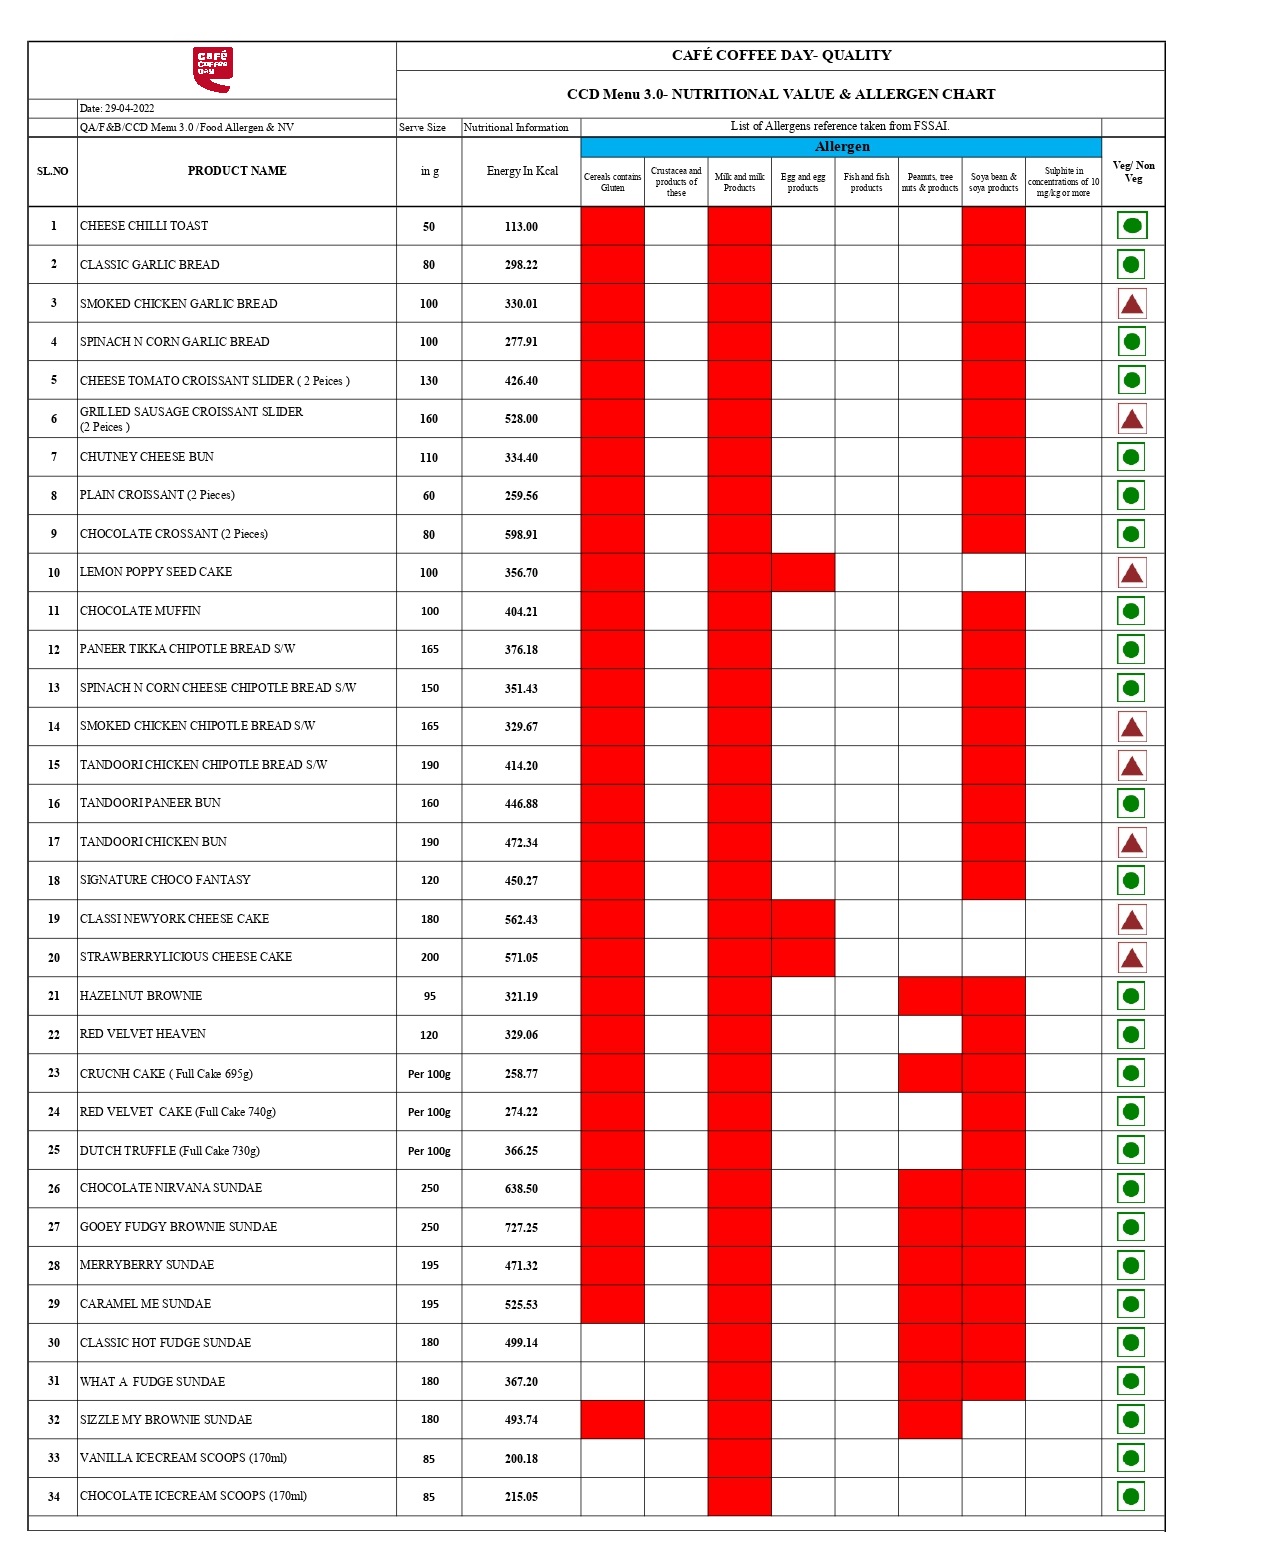 Café
Coffee
Day
CAFÉ COFFEE DAY- QUALITY
CCD Menu 3.0- NUTRITIONAL VALUE & ALLERGEN CHART
Date: 29-04-2022
QA/F&B/CCD Menu 3.0 /Food Allergen & NV Serve Size Nutritional Information List of Allergens reference taken from FSSAI.
Allergen
SL.NO PRODUCT NAME in g Energy In Kcal Cereals contains Gluten Crustacea and products of these Milk and milk Products Egg and egg products Fish and fish products Peanuts, tree nuts & products Soya bean & soya products Sulphite in concentrations of 10 mg/kg or more Veg/ Non Veg
1 CHEESE CHILLI TOAST 50 113.00
2 CLASSIC GARLIC BREAD 80 298.22
3 SMOKED CHICKEN GARLIC BREAD 100 330.01
4 SPINACH N CORN GARLIC BREAD 100 277.91
5 CHEESE TOMATO CROISSANT SLIDER ( 2 Peices ) 130 426.40
6 GRILLED SAUSAGE CROISSANT SLIDER
(2 Peices ) 160 528.00
7 CHUTNEY CHEESE BUN 110 334.40
8 PLAIN CROISSANT (2 Pieces) 60 259.56
9 CHOCOLATE CROSSANT (2 Pieces) 80 598.91
10 LEMON POPPY SEED CAKE 100 356.70
11 CHOCOLATE MUFFIN 100 404.21
12 PANEER TIKKA CHIPOTLE BREAD S/W 165 376.18
13 SPINACH N CORN CHEESE CHIPOTLE BREAD S/W 150 351.43
14 SMOKED CHICKEN CHIPOTLE BREAD S/W 165 329.67
15 TANDOORI CHICKEN CHIPOTLE BREAD S/W 190 414.20
16 TANDOORI PANEER BUN 160 446.88
17 TANDOORI CHICKEN BUN 190 472.34
18 SIGNATURE CHOCO FANTASY 120 450.27
19 CLASSI NEWYORK CHEESE CAKE 180 562.43
20 STRAWBERRYLICIOUS CHEESE CAKE 200 571.05
21 HAZELNUT BROWNIE 95 321.19
22 RED VELVET HEAVEN 120 329.06
23 CRUCNH CAKE ( Full Cake 695g) Per 100g 258.77
24 RED VELVET CAKE (Full Cake 740g) Per 100g 274.22
25 DUTCH TRUFFLE (Full Cake 730g) Per 100g 366.25
26 CHOCOLATE NIRVANA SUNDAE 250 638.50
27 GOOEY FUDGY BROWNIE SUNDAE 250 727.25
28 MERRYBERRY SUNDAE 195 471.32
29 CARAMEL ME SUNDAE 195 525.53
30 CLASSIC HOT FUDGE SUNDAE 180 499.14
31 WHAT A FUDGE SUNDAE 180 367.20
32 SIZZLE MY BROWNIE SUNDAE 180 493.74
33 VANILLA ICECREAM SCOOPS (170ml) 85 200.18
34 CHOCOLATE ICECREAM SCOOPS (170ml) 85 215.05